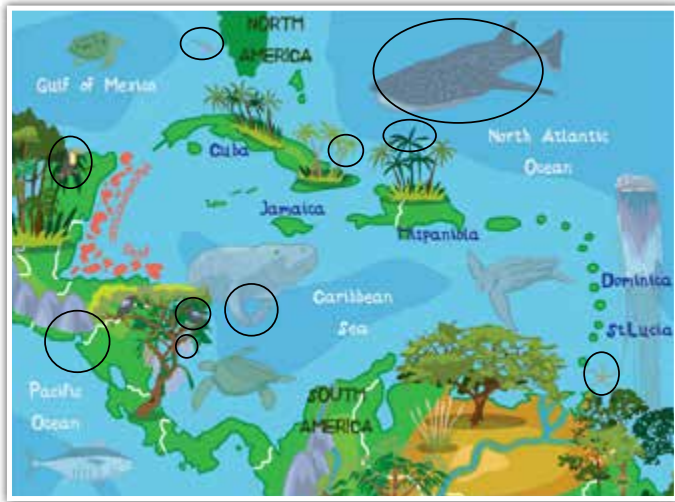 NORTH
AMERICA
Gulf of Mexico
North Atlantic
Ocean
Cuba
Jamaica
Hispaniola
Dominica
St Lucia
Caribbean
Sea
Reef
Pacific
Ocean
SOUTH
AMERICA